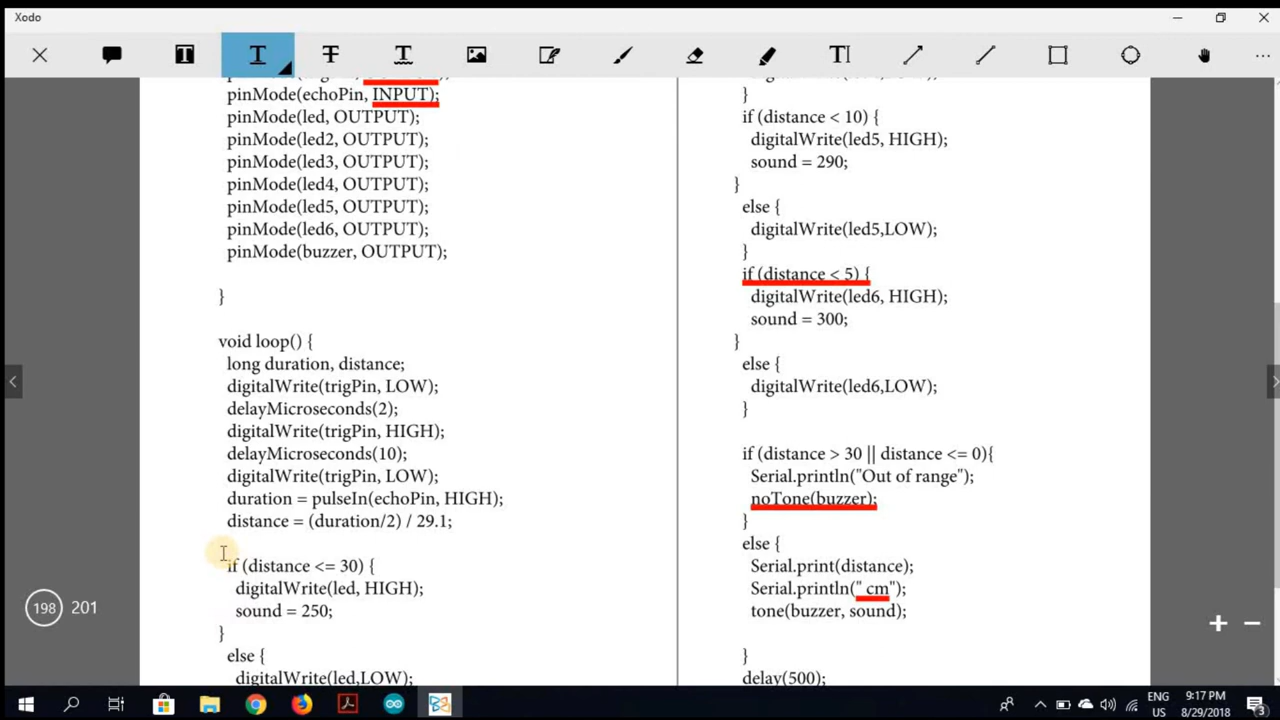 Xodo
pinMode(echoPin, INPUT);
pinMode(led, OUTPUT);
pinMode(led2, OUTPUT);
pinMode(led3, OUTPUT);
pinMode(led4, OUTPUT);
pinMode(led5, OUTPUT);
pinMode(led6, OUTPUT);
pinMode(buzzer, OUTPUT);
}
void loop() {
long duration, distance;
digitalWrite(trigPin, LOW);
delayMicroseconds(2);
digitalWrite(trigPin, HIGH);
delayMicroseconds(10);
digitalWrite(trigPin, LOW);
duration = pulseIn(echoPin, HIGH);
distance = (duration/2) / 29.1;
if (distance <= 30) {
digitalWrite(led, HIGH);
sound = 250;
}
else {
digitalWrite(led,LOW);
}
if (distance < 10) {
digitalWrite(led5, HIGH);
sound = 290;
}
else {
digitalWrite(led5,LOW);
}
if (distance < 5) {
digitalWrite(led6, HIGH);
sound = 300;
}
else {
digitalWrite(led6,LOW);
}
if (distance > 30 || distance <= 0){
Serial.println("Out of range");
noTone(buzzer);
}
else {
Serial.print(distance);
Serial.println(" cm");
tone(buzzer, sound);
}
delay(500);
198 201
ENG
US
9:17 PM
8/29/2018
3